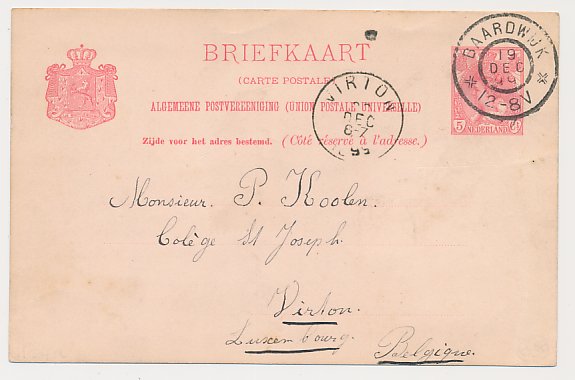 BRIEFKAART
(CARTE POSTALE)
ALGEMEENE POSTVEREENIGING (UNION POSTALE UNIVERSELLE)
Zijde voor het adres bestemd. (Côté réservé à l'adresse.)
BAARDWIJK
19
DEC
12-8V
5
NEDERLAND
VIRTON
DEC
Monsieur. P. Koolen.
Colège St Joseph.
Virton.
Luxembourg.
Belgique.